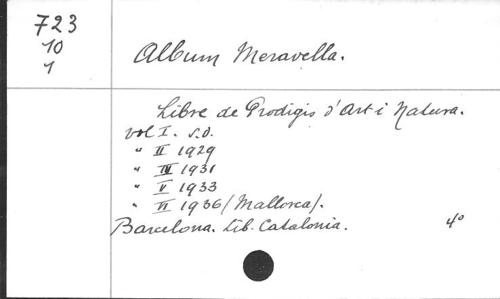 723
10
1
Album Meravella.
Libre de Prodigis d'Art i Natura.
vol I. s.d.
" II 1929
" III 1931
" V 1933
" VI 1936 (Mallorca).
Barcelona. Lib. Catalonia.
4º